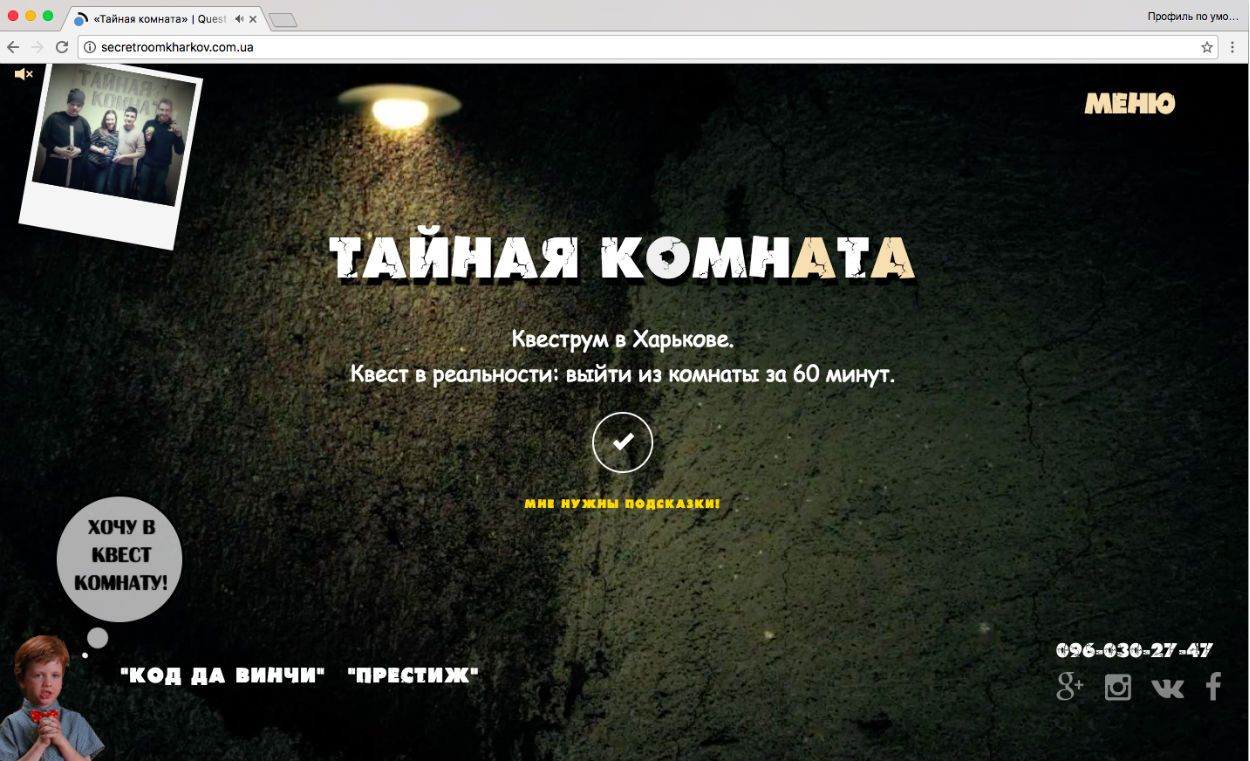 «Тайная комната» | Quest
Профиль по умо...
secretroomkharkov.com.ua
ТАЙНАЯ
КОМНАТ
МЕНЮ
ТАЙНАЯ КОМНАТА
Квеструм в Харькове.
Квест в реальности: выйти из комнаты за 60 минут.
МНЕ НУЖНЫ ПОДСКАЗКИ!
ХОЧУ В
КВЕСТ
КОМНАТУ!
"КОД ДА ВИНЧИ" "ПРЕСТИЖ"
096-030-27-47